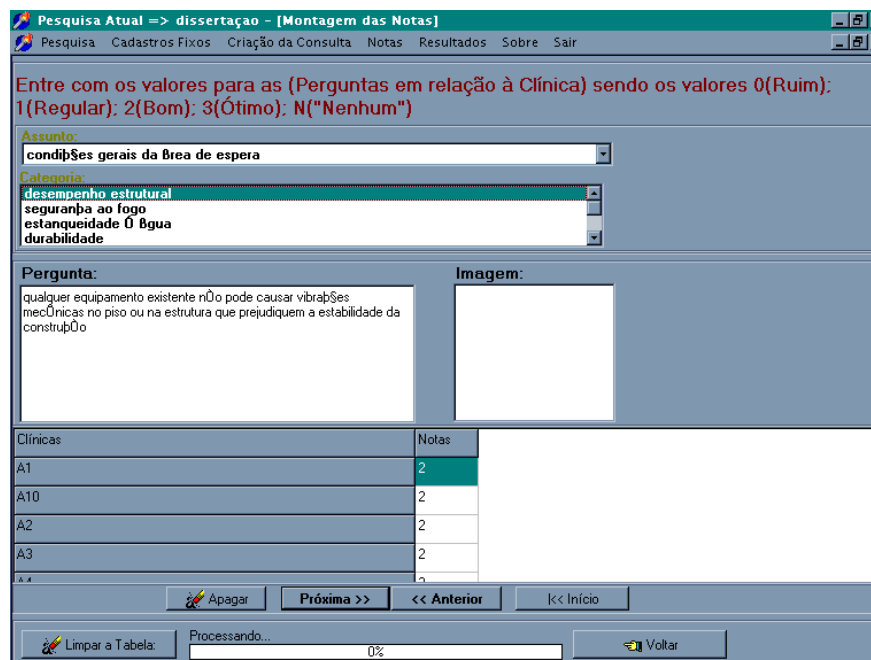 Pesquisa Atual => dissertaçao - [Montagem das Notas]
Pesquisa Cadastros Fixos Criação da Consulta Notas Resultados Sobre Sair
Entre com os valores para as (Perguntas em relação à Clínica) sendo os valores 0(Ruim);
1(Regular); 2(Bom); 3(Ótimo); N("Nenhum")
Assunto:
condiþ§es gerais da ßrea de espera
Categoria:
desempenho estrutural
seguranþa ao fogo
estanqueidade Ó ßgua
durabilidade
Pergunta:
Imagem:
qualquer equipamento existente nÒo pode causar vibraþ§es
mecÔnicas no piso ou na estrutura que prejudiquem a estabilidade da
construþÒo
Clínicas Notas
A1 2
A10 2
A2 2
A3 2
Apagar Próxima >> << Anterior |<< Início
Limpar a Tabela: Processando... 0% Voltar